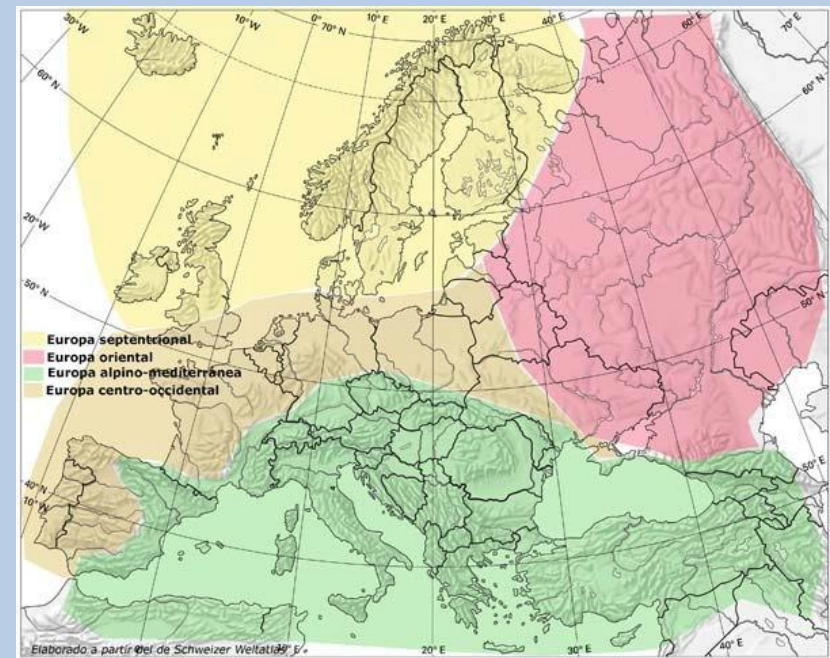 30° W
20° W
10° W
0° 70° N
10° E
20° E
30° E
40° E
60° E
70° E
60° N
60° N
20° W
50° N
50° N
Europa septentrional
Europa oriental
Europa alpino-mediterránea
Europa centro-occidental
40° N
10° W
50° E
Elaborado a partir del de Schweizer Weltatlas
20° E
30° E
40° E